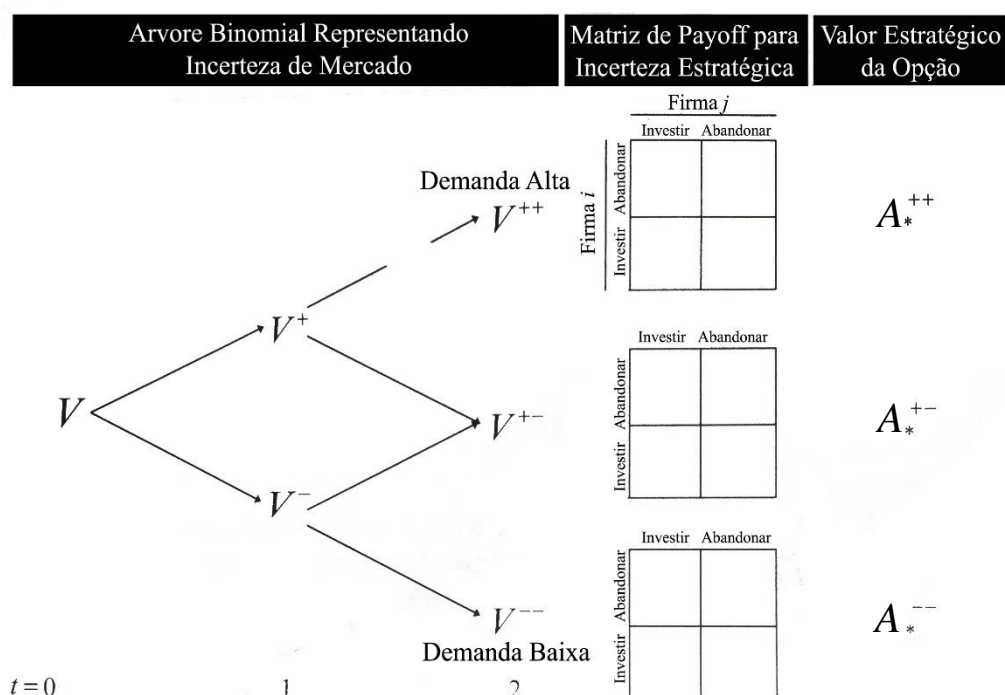 Arvore Binomial Representando
Incerteza de Mercado
Matriz de Payoff para
Incerteza Estratégica
Valor Estratégico
da Opção
Firma j
Investir Abandonar
Firma i
Abandonar
Investir
Demanda Alta
V⁺⁺
A*⁺⁺
V⁺
Investir Abandonar
Abandonar
Investir
V
V⁺⁻
A*⁺⁻
V⁻
Investir Abandonar
Abandonar
Investir
V⁻⁻
A*⁻⁻
Demanda Baixa
t = 0 1 2